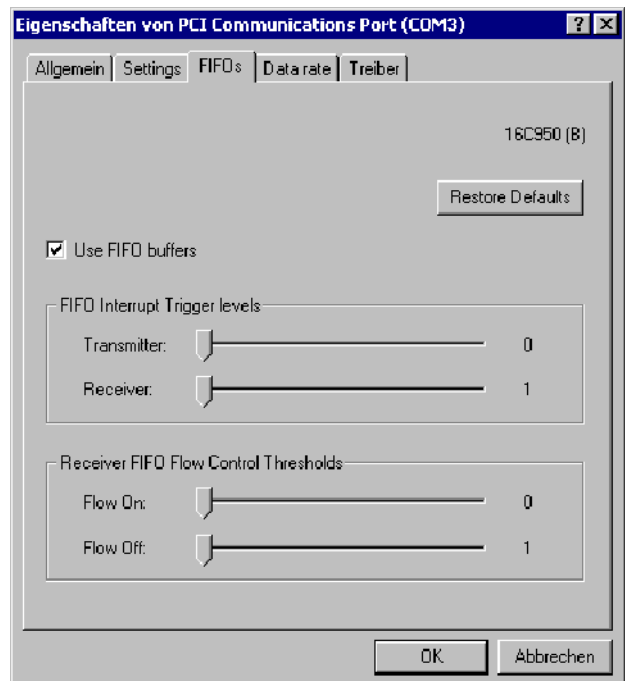 Eigenschaften von PCI Communications Port (COM3)
Allgemein Settings FIFOs Data rate Treiber
16C950 (B)
Restore Defaults
Use FIFO buffers
FIFO Interrupt Trigger levels
Transmitter: 0
Receiver: 1
Receiver FIFO Flow Control Thresholds
Flow On: 0
Flow Off: 1
OK Abbrechen